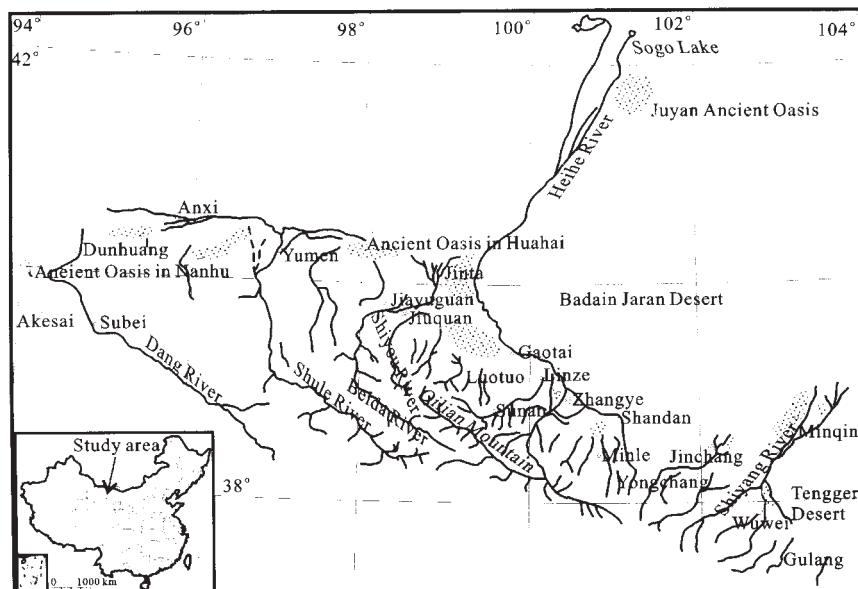 94° 96° 98° 100° 102° 104°
42°
Sogo Lake
Juyan Ancient Oasis
Heihe River
Anxi
Dunhuang
Yumen
Ancient Oasis in Huahai
Ancient Oasis in Nanhu
Jinta
Jiayuguan
Badain Jaran Desert
Akesai
Subei
Jiuquan
Shiyou River
Gaotai
Dang River
Luotuo
Linze
Shule River
Beida River
Qilian Mountain
Sunan
Zhangye
Shandan
Minle
Jinchang
Shiyang River
Minqin
Yongchang
Study area
38°
Tengger
Desert
Wuwei
Gulang
0 1000 km